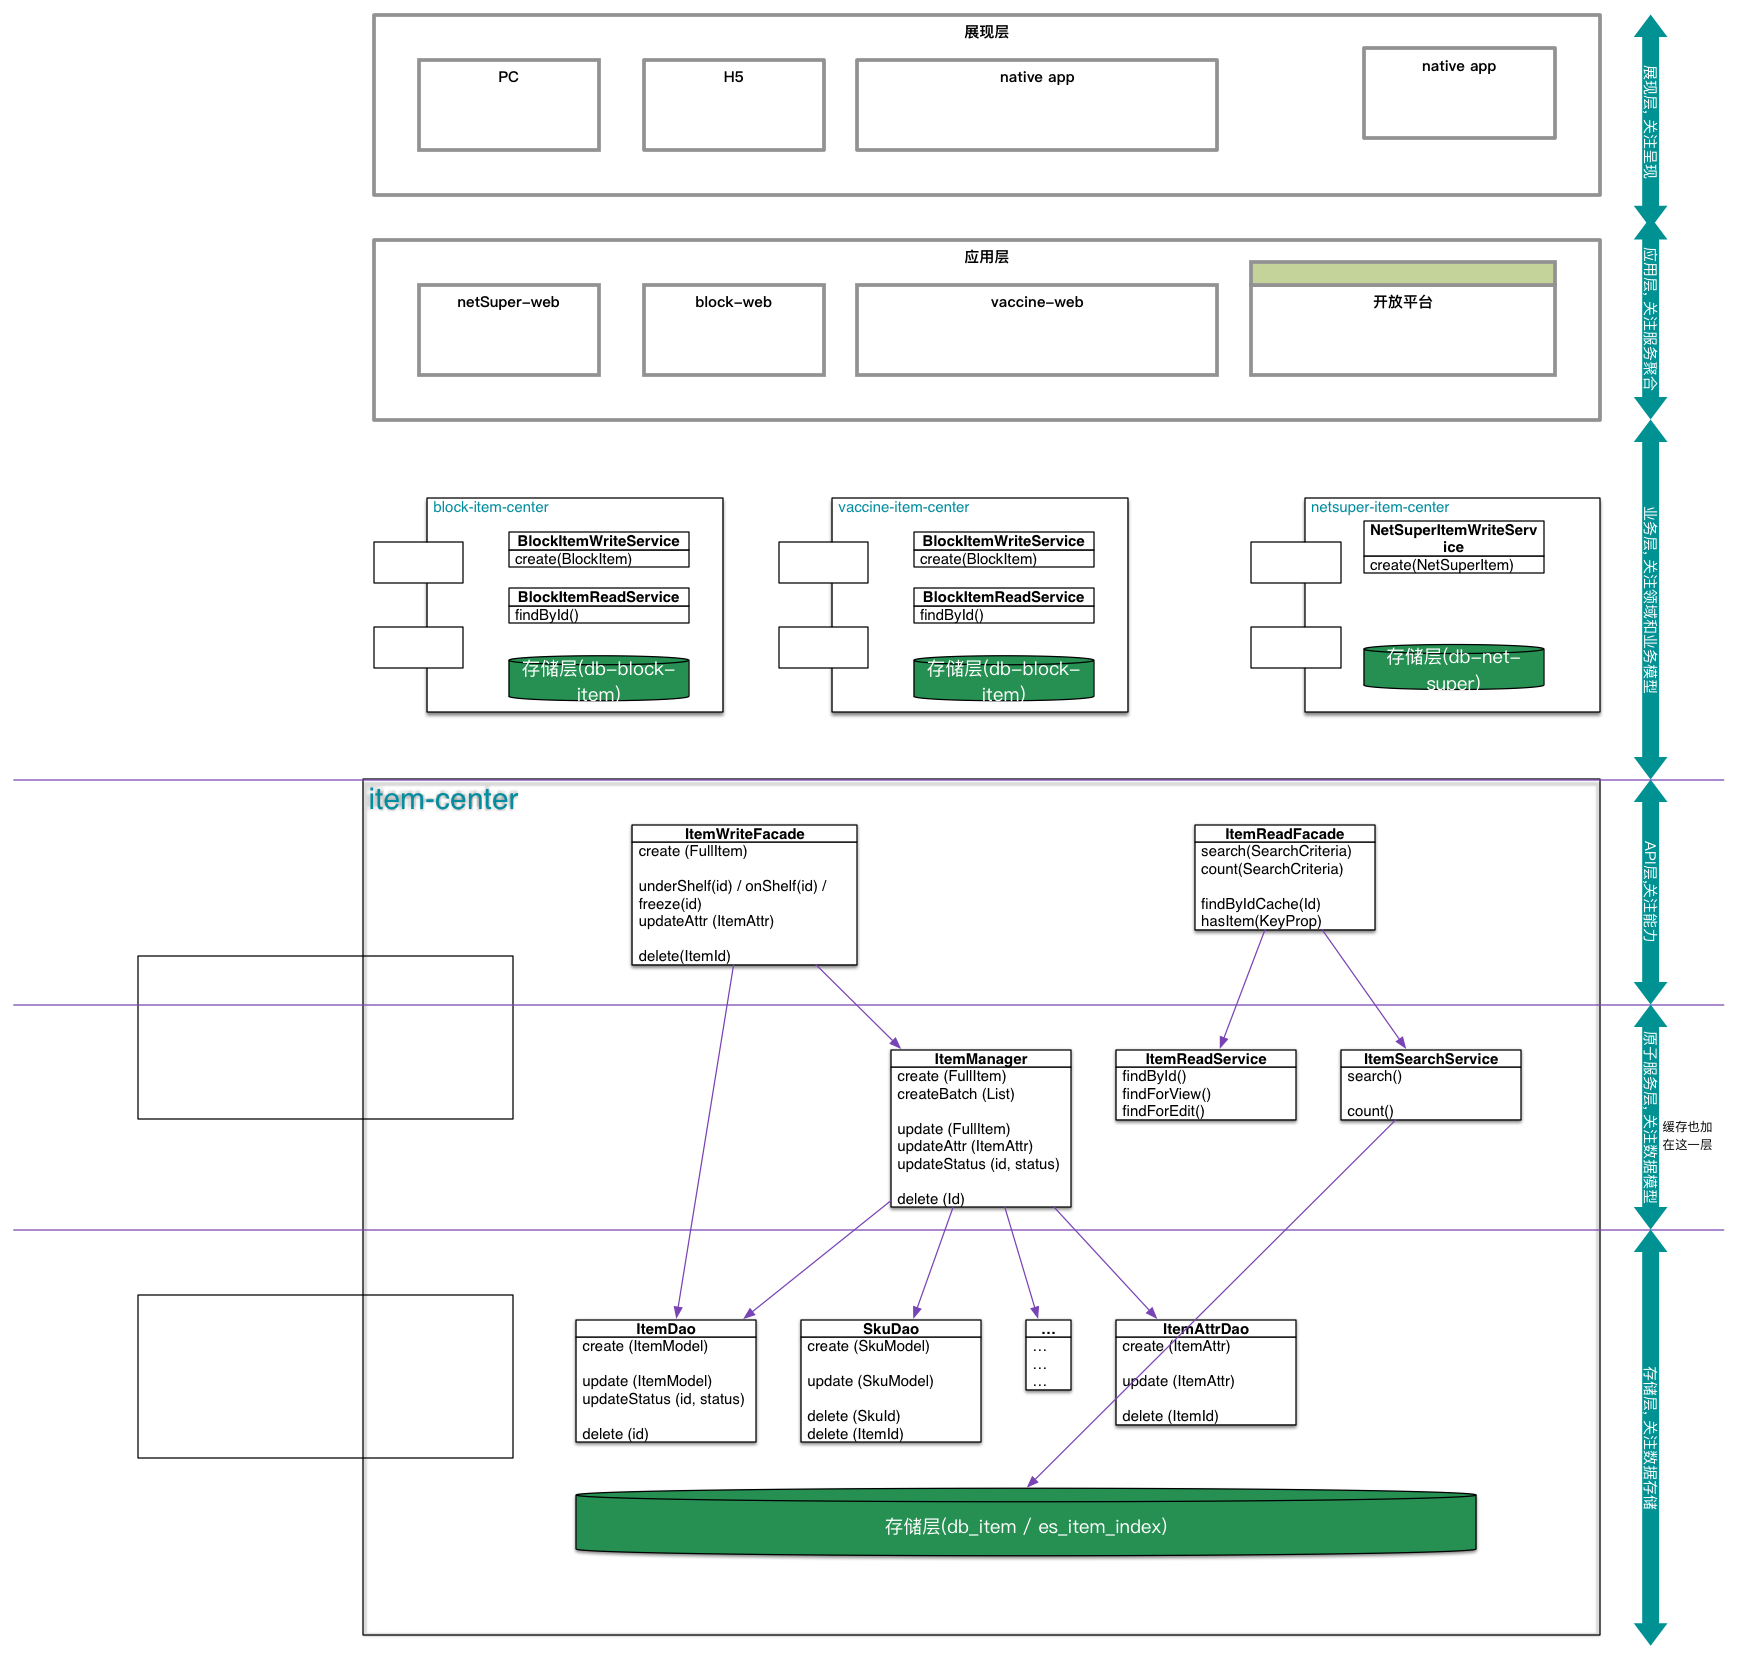 展现层
PC
H5
native app
native app
展现层, 关注呈现
应用层
netSuper-web
block-web
vaccine-web
开放平台
应用层, 关注服务聚合
block-item-center
BlockItemWriteService
create(BlockItem)
BlockItemReadService
findById()
存储层(db-block-
item)
vaccine-item-center
BlockItemWriteService
create(BlockItem)
BlockItemReadService
findById()
存储层(db-block-
item)
netsuper-item-center
NetSuperItemWriteServ
ice
create(NetSuperItem)
存储层(db-net-
super)
业务层, 关注领域和业务模型
item-center
ItemWriteFacade
create (FullItem)
underShelf(id) / onShelf(id) /
freeze(id)
updateAttr (ItemAttr)
delete(ItemId)
ItemReadFacade
search(SearchCriteria)
count(SearchCriteria)
findByIdCache(Id)
hasItem(KeyProp)
API层,关注能力
ItemManager
create (FullItem)
createBatch (List)
update (FullItem)
updateAttr (ItemAttr)
updateStatus (id, status)
delete (Id)
ItemReadService
findById()
findForView()
findForEdit()
ItemSearchService
search()
count()
原子服务层, 关注数据模型
缓存也加
在这一层
ItemDao
create (ItemModel)
update (ItemModel)
updateStatus (id, status)
delete (id)
SkuDao
create (SkuModel)
update (SkuModel)
delete (SkuId)
delete (ItemId)
...
...
...
...
ItemAttrDao
create (ItemAttr)
update (ItemAttr)
delete (ItemId)
存储层, 关注数据存储
存储层(db_item / es_item_index)